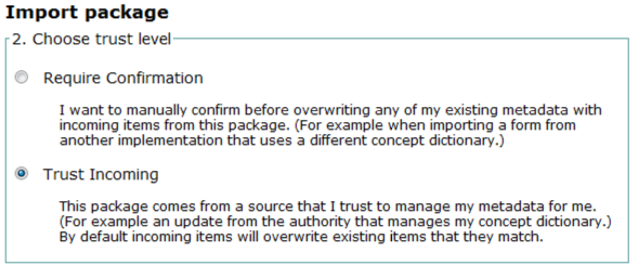 Import package
2. Choose trust level
Require Confirmation
I want to manually confirm before overwriting any of my existing metadata with
incoming items from this package. (For example when importing a form from
another implementation that uses a different concept dictionary.)
Trust Incoming
This package comes from a source that I trust to manage my metadata for me.
(For example an update from the authority that manages my concept dictionary.)
By default incoming items will overwrite existing items that they match.